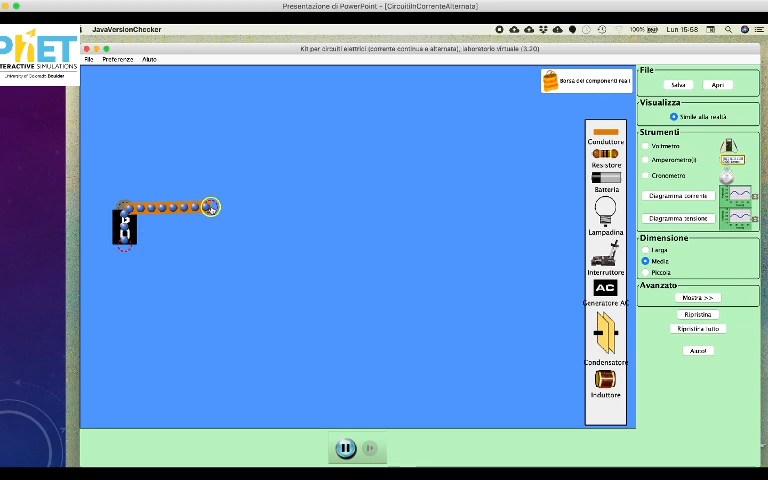 Presentazione di PowerPoint - [CircuitiInCorrenteAlternata]
JavaVersionChecker
100%
Lun 15:58
PhET
INTERACTIVE SIMULATIONS
University of Colorado Boulder
Kit per circuiti elettrici (corrente continua e alternata), laboratorio virtuale (3.20)
File Preferenze Aiuto
Borsa dei componenti reali
Conduttore
Resistore
Batteria
Lampadina
Interruttore
AC
Generatore AC
Condensatore
Induttore
File
Salva Apri
Visualizza
Simile alla realtà
Strumenti
Voltmetro
Amperometro(i)
Cronometro
Diagramma corrente
Diagramma tensione
Dimensione
Larga
Media
Piccola
Avanzato
Mostra >>
Ripristina
Ripristina tutto
Aiuto!